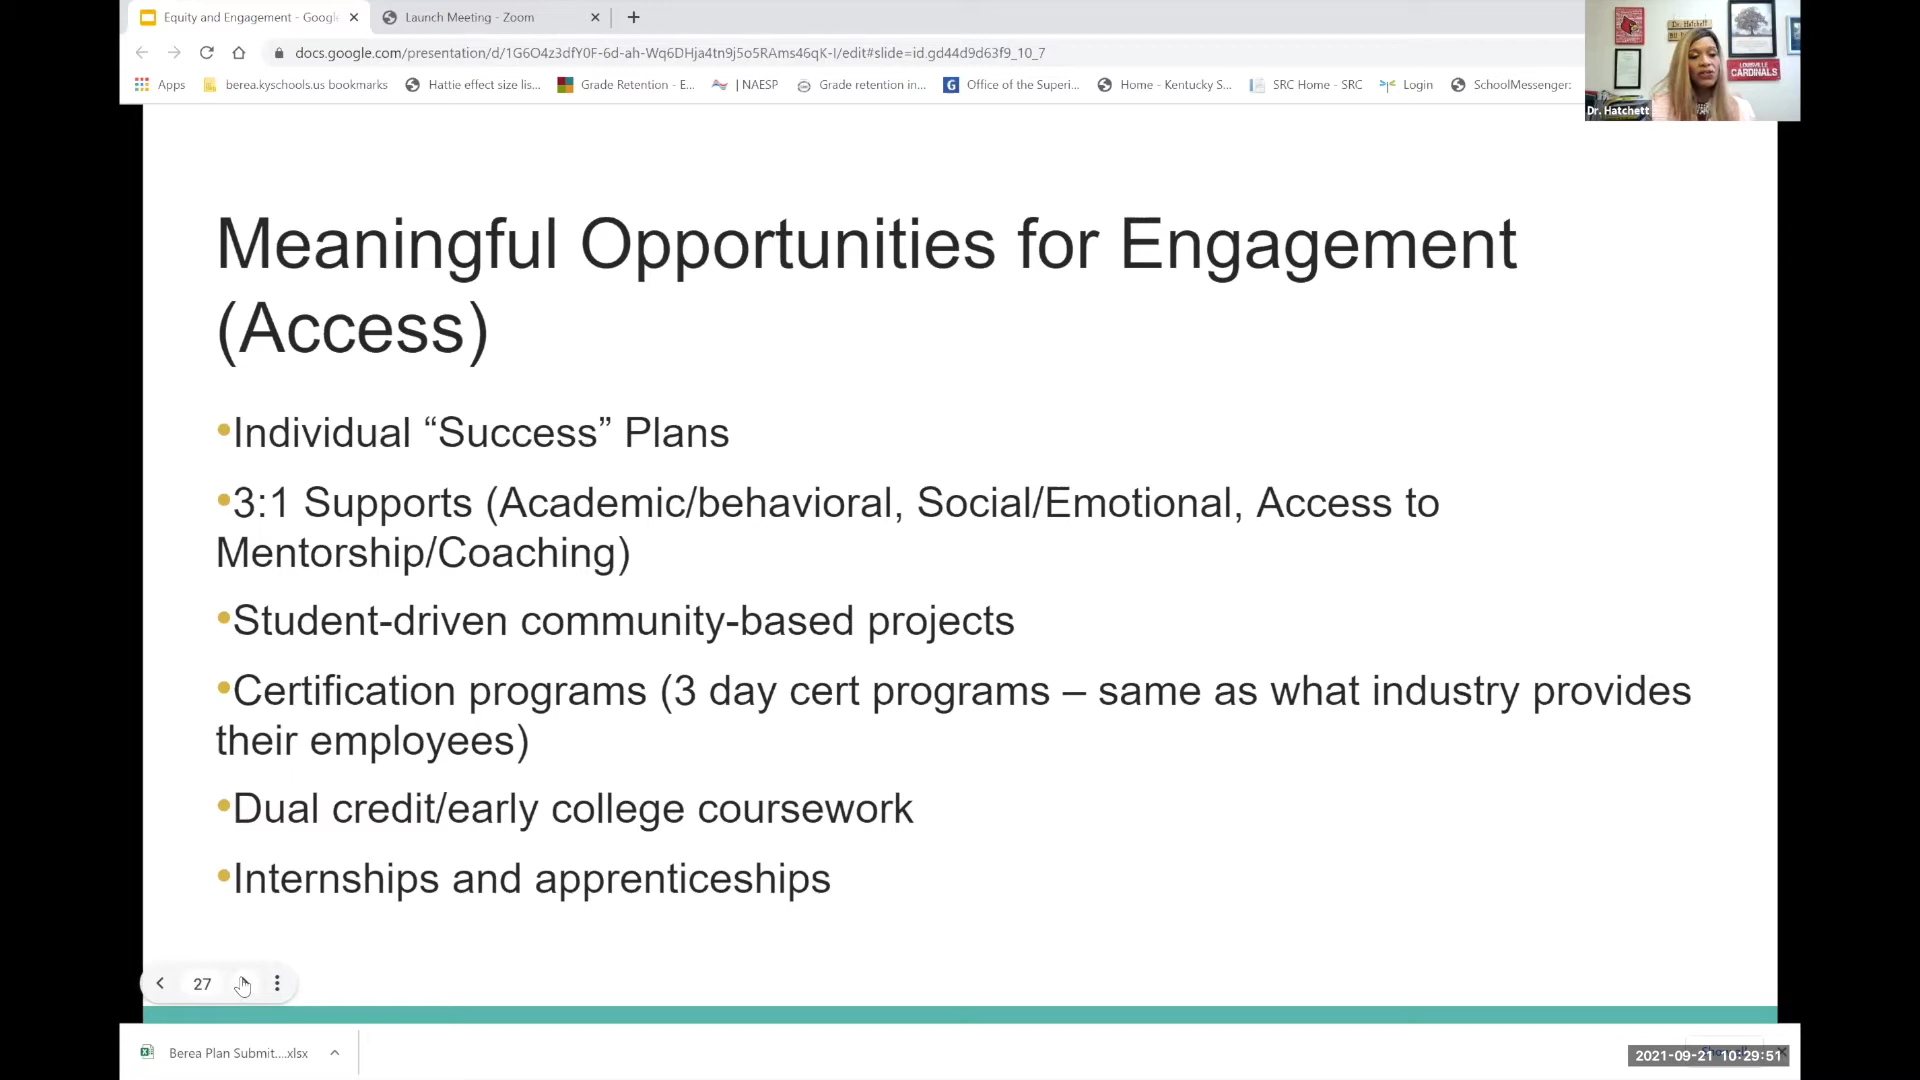 Equity and Engagement - Google
Launch Meeting - Zoom
docs.google.com/presentation/d/1G6O4z3dfY0F-6d-ah-Wq6DHja4tn9j5o5RAms46qK-I/edit#slide=id.gd44d9d63f9_10_7
Apps
berea.kyschools.us bookmarks
Hattie effect size lis...
Grade Retention - E...
| NAESP
Grade retention in...
Office of the Superi...
Home - Kentucky S...
SRC Home - SRC
Login
SchoolMessenger:
Dr. Hatchett
LOUISVILLE
CARDINALS
Dr. Hatchett
Meaningful Opportunities for Engagement
(Access)
•Individual “Success” Plans
•3:1 Supports (Academic/behavioral, Social/Emotional, Access to
Mentorship/Coaching)
•Student-driven community-based projects
•Certification programs (3 day cert programs – same as what industry provides
their employees)
•Dual credit/early college coursework
•Internships and apprenticeships
27
Berea Plan Submit....xlsx
2021-09-21 10:29:51